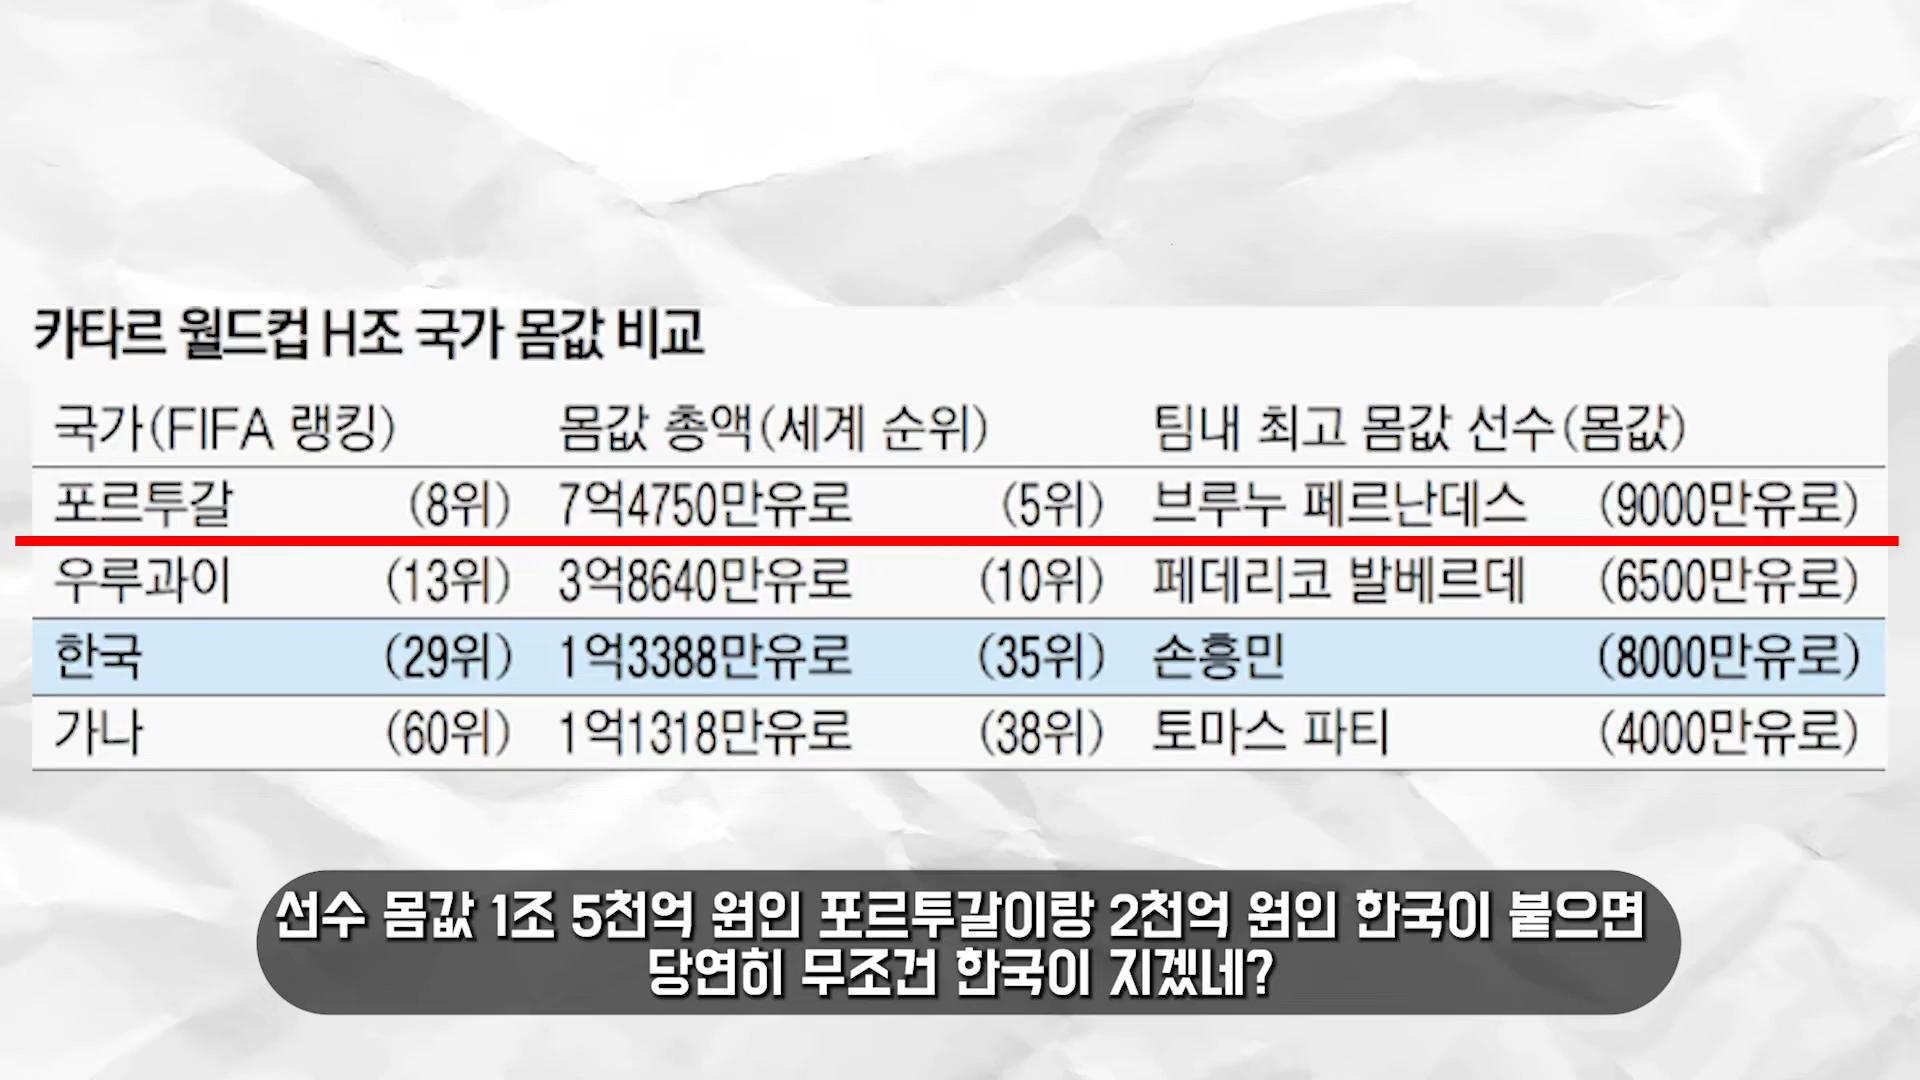 카타르 월드컵 H조 국가 몸값 비교
국가(FIFA 랭킹) 몸값 총액(세계 순위) 팀내 최고 몸값 선수(몸값)
포르투갈 (8위) 7억4750만유로 (5위) 브루누 페르난데스 (9000만유로)
우루과이 (13위) 3억8640만유로 (10위) 페데리코 발베르데 (6500만유로)
한국 (29위) 1억3388만유로 (35위) 손흥민 (8000만유로)
가나 (60위) 1억1318만유로 (38위) 토마스 파티 (4000만유로)
선수 몸값 1조 5천억 원인 포르투갈이랑 2천억 원인 한국이 붙으면
당연히 무조건 한국이 지겠네?